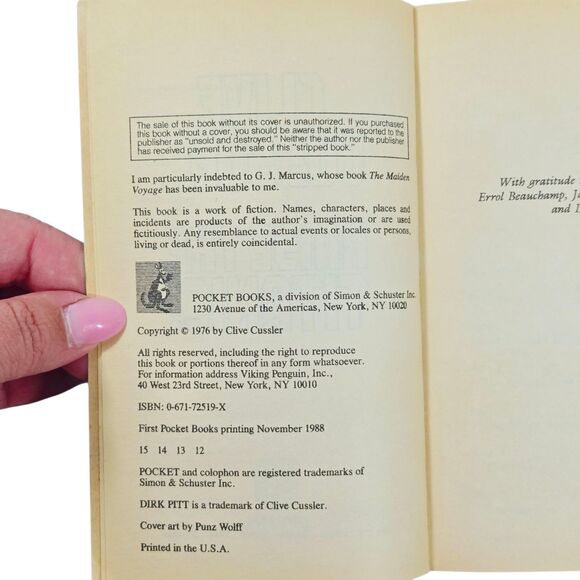 The sale of this book without its cover is unauthorized. If you purchased
this book without a cover, you should be aware that it was reported to the
publisher as "unsold and destroyed." Neither the author nor the publisher
has received payment for the sale of this "stripped book."
I am particularly indebted to G. J. Marcus, whose book The Maiden
Voyage has been invaluable to me.
This book is a work of fiction. Names, characters, places and
incidents are products of the author's imagination or are used
fictitiously. Any resemblance to actual events or locales or persons,
living or dead, is entirely coincidental.
POCKET BOOKS, a division of Simon & Schuster Inc.
1230 Avenue of the Americas, New York, NY 10020
Copyright © 1976 by Clive Cussler
All rights reserved, including the right to reproduce
this book or portions thereof in any form whatsoever.
For information address Viking Penguin, Inc.,
40 West 23rd Street, New York, NY 10010
ISBN: 0-671-72519-X
First Pocket Books printing November 1988
15 14 13 12
POCKET and colophon are registered trademarks of
Simon & Schuster Inc.
DIRK PITT is a trademark of Clive Cussler.
Cover art by Punz Wolff
Printed in the U.S.A.
With gratitude
Errol Beauchamp, Ja
and